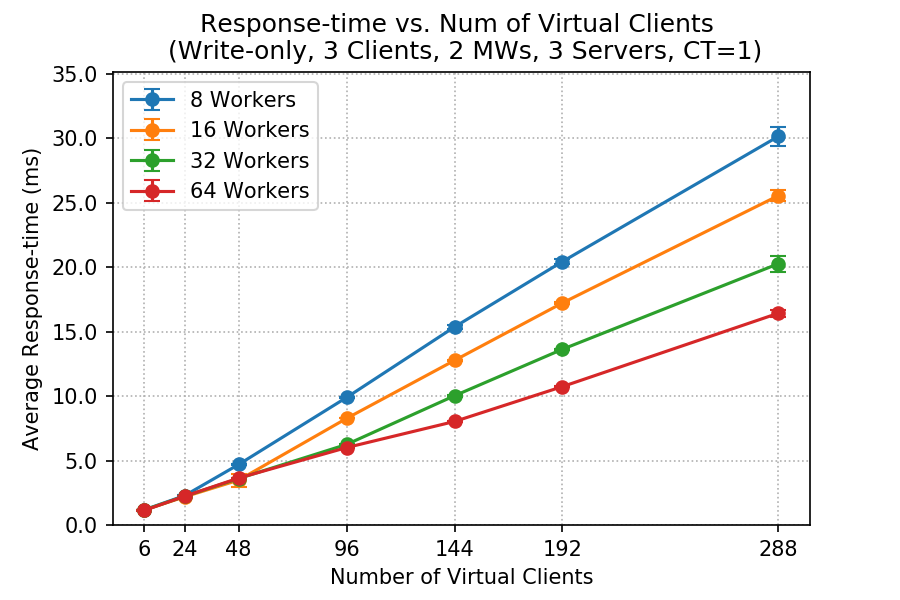 Response-time vs. Num of Virtual Clients
(Write-only, 3 Clients, 2 MWs, 3 Servers, CT=1)
35.0
30.0
25.0
20.0
15.0
10.0
5.0
0.0
Average Response-time (ms)
8 Workers
16 Workers
32 Workers
64 Workers
6 24 48 96 144 192 288
Number of Virtual Clients